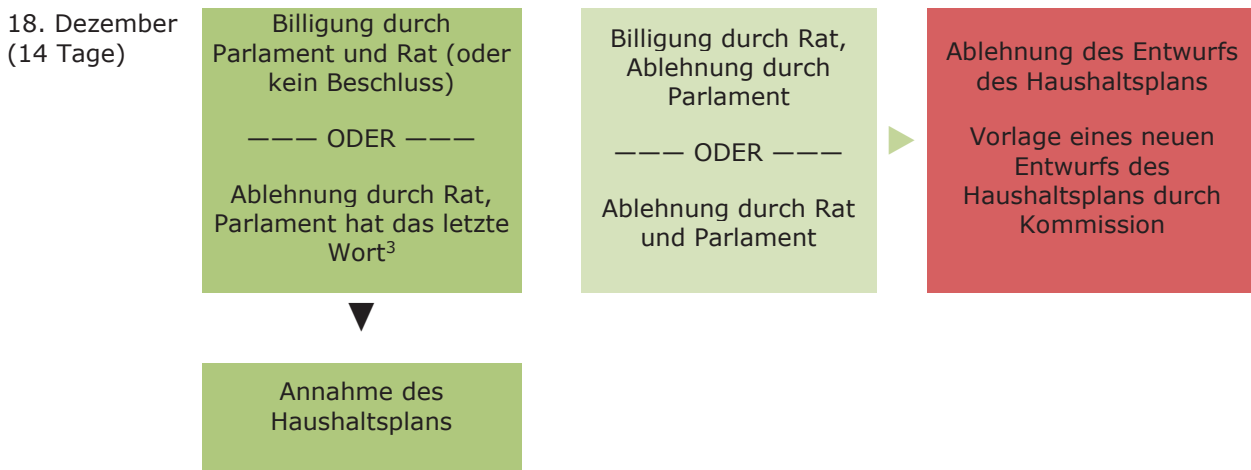 18. Dezember
(14 Tage)
Billigung durch
Parlament und Rat (oder
kein Beschluss)
——— ODER ———
Ablehnung durch Rat,
Parlament hat das letzte
Wort³
Billigung durch Rat,
Ablehnung durch
Parlament
——— ODER ———
Ablehnung durch Rat
und Parlament
Ablehnung des Entwurfs
des Haushaltsplans
Vorlage eines neuen
Entwurfs des
Haushaltsplans durch
Kommission
Annahme des
Haushaltsplans